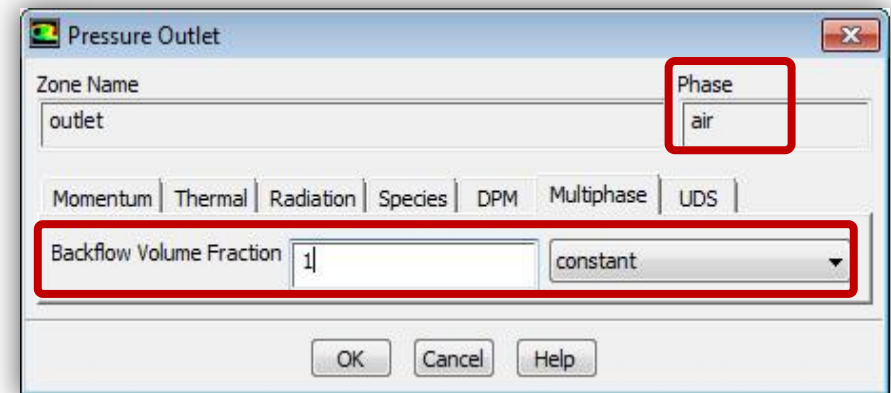 Pressure Outlet
Zone Name
Phase
outlet
air
Momentum
Thermal
Radiation
Species
DPM
Multiphase
UDS
Backflow Volume Fraction
1
constant
OK
Cancel
Help